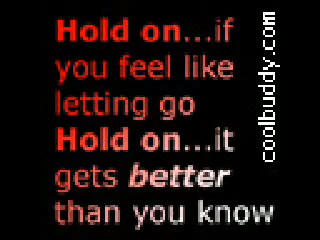 Hold on...if
you feel like
letting go
Hold on...it
gets better
than you know
coolbuddy.com